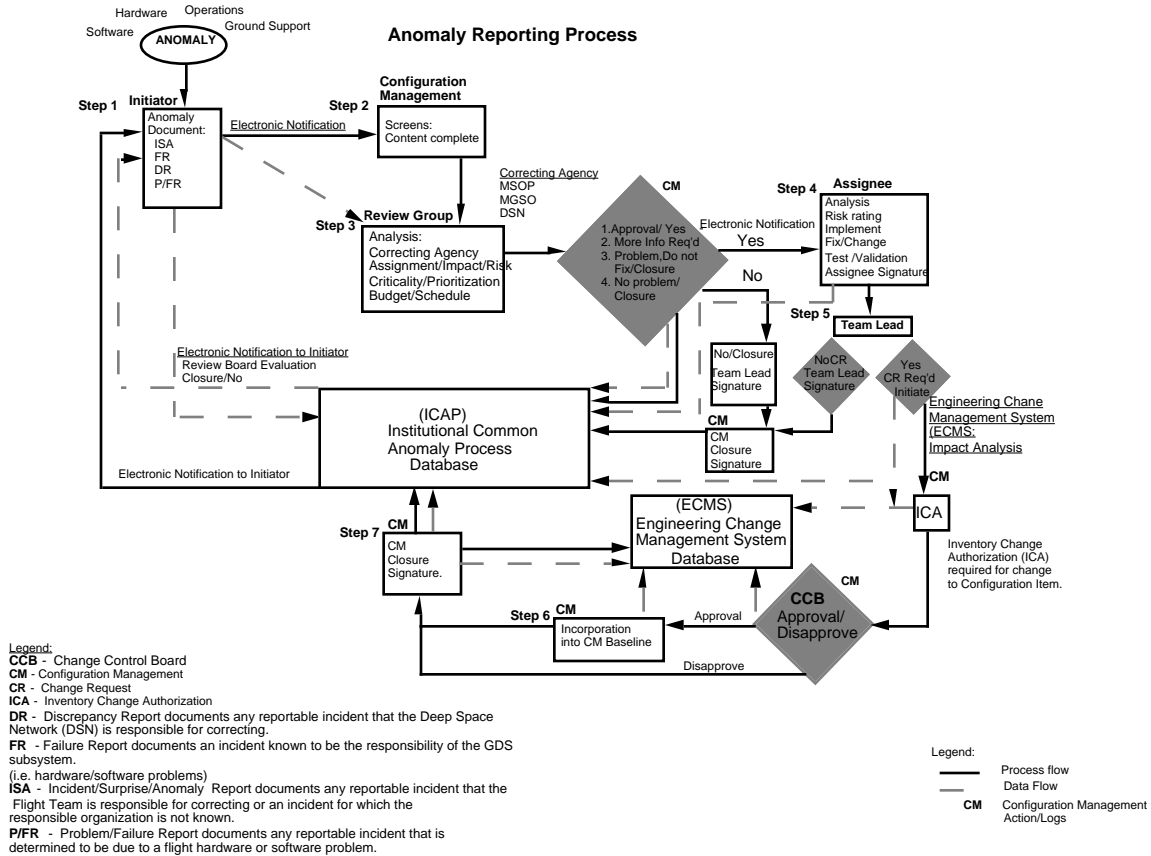 Hardware
Operations
Software
Ground Support
ANOMALY
Anomaly Reporting Process
Step 1
Initiator
Anomaly
Document:
ISA
FR
DR
P/FR
Electronic Notification
Step 2
Configuration
Management
Screens:
Content complete
Step 3
Review Group
Analysis:
Correcting Agency
Assignment/Impact/Risk
Criticality/Prioritization
Budget/Schedule
Correcting Agency
MSOP
MGSO
DSN
CM
1.Approval/ Yes
2. More Info Req'd
3. Problem,Do not
Fix/Closure
4. No problem/
Closure
Electronic Notification
Yes
No
Step 4
Assignee
Analysis
Risk rating
Implement
Fix/Change
Test /Validation
Assignee Signature
Step 5
Team Lead
No/Closure
Team Lead
Signature
NoCR
Team Lead
Signature
Yes
CR Req'd
Initiate
Engineering Chane
Management System
(ECMS:
Impact Analysis
CM
CM
Closure
Signature
Electronic Notification to Initiator
Review Board Evaluation
Closure/No
(ICAP)
Institutional Common
Anomaly Process
Database
Electronic Notification to Initiator
CM
ICA
Inventory Change
Authorization (ICA)
required for change
to Configuration Item.
(ECMS)
Engineering Change
Management System
Database
Step 7
CM
CM
Closure
Signature.
Step 6
CM
Incorporation
into CM Baseline
Approval
CM
CCB
Approval/
Disapprove
Disapprove
Legend:
CCB - Change Control Board
CM - Configuration Management
CR - Change Request
ICA - Inventory Change Authorization
DR - Discrepancy Report documents any reportable incident that the Deep Space
Network (DSN) is responsible for correcting.
FR - Failure Report documents an incident known to be the responsibility of the GDS
subsystem.
(i.e. hardware/software problems)
ISA - Incident/Surprise/Anomaly Report documents any reportable incident that the
Flight Team is responsible for correcting or an incident for which the
responsible organization is not known.
P/FR - Problem/Failure Report documents any reportable incident that is
determined to be due to a flight hardware or software problem.
Legend:
Process flow
Data Flow
CM Configuration Management
Action/Logs